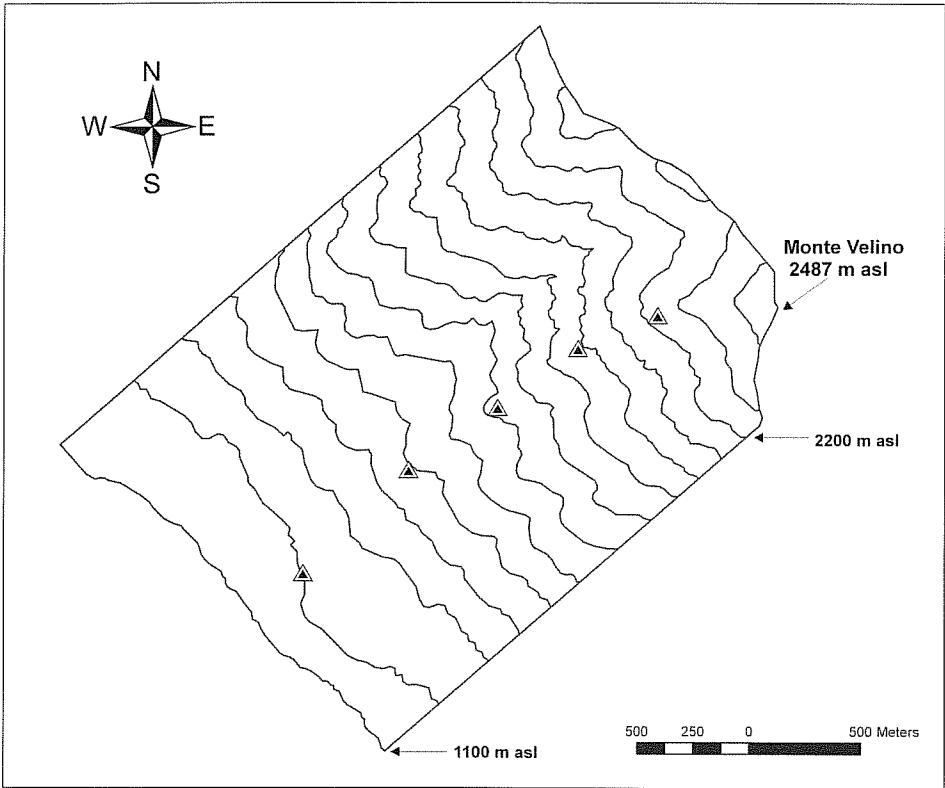 N
W E
S
Monte Velino
2487 m asl
2200 m asl
1100 m asl
500 250 0 500 Meters